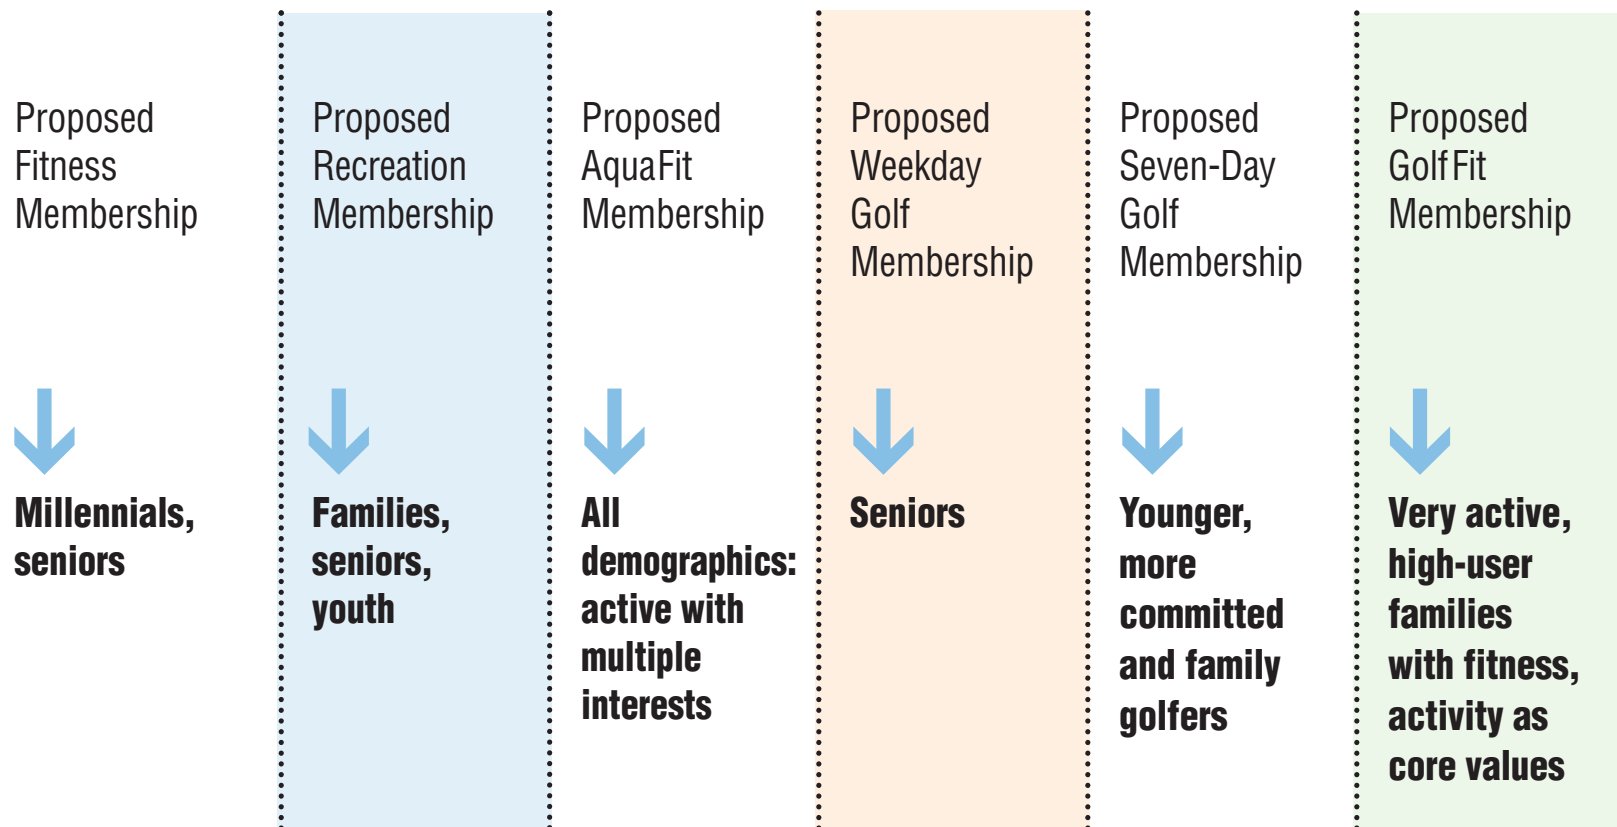 Proposed
Fitness
Membership
Millennials,
seniors
Proposed
Recreation
Membership
Families,
seniors,
youth
Proposed
AquaFit
Membership
All
demographics:
active with
multiple
interests
Proposed
Weekday
Golf
Membership
Seniors
Proposed
Seven-Day
Golf
Membership
Younger,
more
committed
and family
golfers
Proposed
GolfFit
Membership
Very active,
high-user
families
with fitness,
activity as
core values